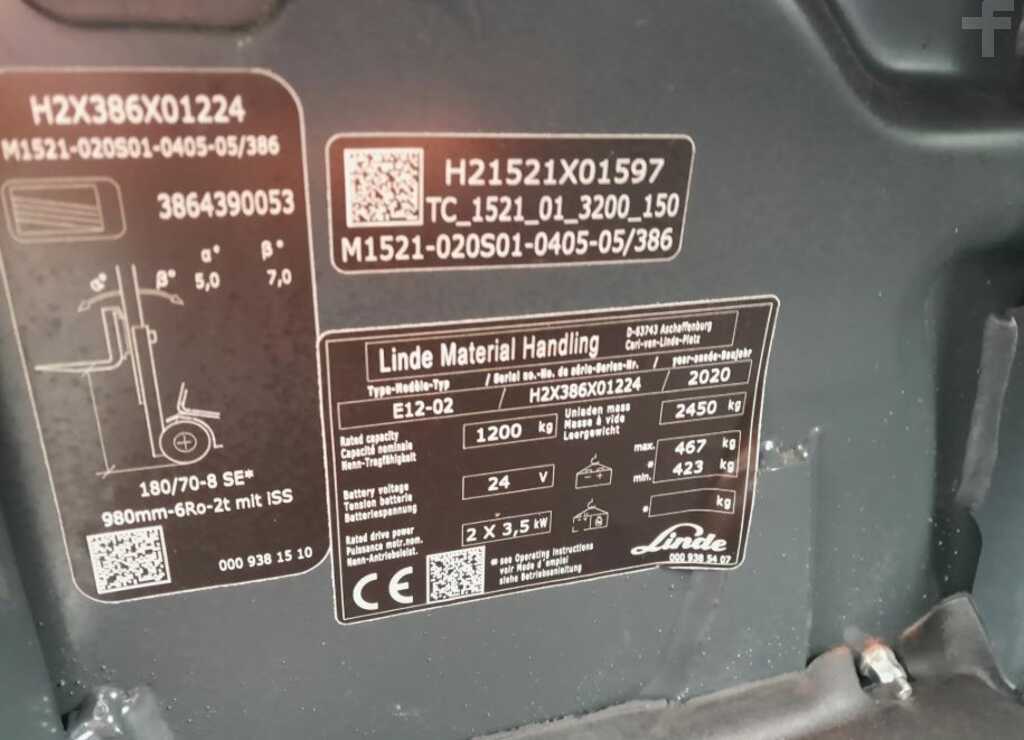 H2X386X01224
M1521-020S01-0405-05/386
3864390053
α° β°
α° β° 5,0 7,0
180/70-8 SE*
980mm-6Ro-2t mit ISS
000 938 15 10
H21521X01597
TC_1521_01_3200_150
M1521-020S01-0405-05/386
Linde Material Handling
D-63743 Aschaffenburg
Carl-von-Linde-Platz
Type-Modèle-Typ / Serial no.-No. de série-Serien-Nr. / year-année-Baujahr
E12-02 / H2X386X01224 / 2020
Rated capacity
Capacité nominale
Nenn-Tragfähigkeit
1200 kg
Unladen mass
Masse à vide
Leergewicht
2450 kg
Battery voltage
Tension batterie
Batteriespannung
24 V
max. 467 kg
*
min. 423 kg
* kg
Rated drive power
Puissance motr.nom.
Nenn-Antriebsleist.
2 X 3,5 kW
CE
* see Operating Instructions
voir Mode d'emploi
siehe Betriebsanleitung
Linde
000 938 54 07
f